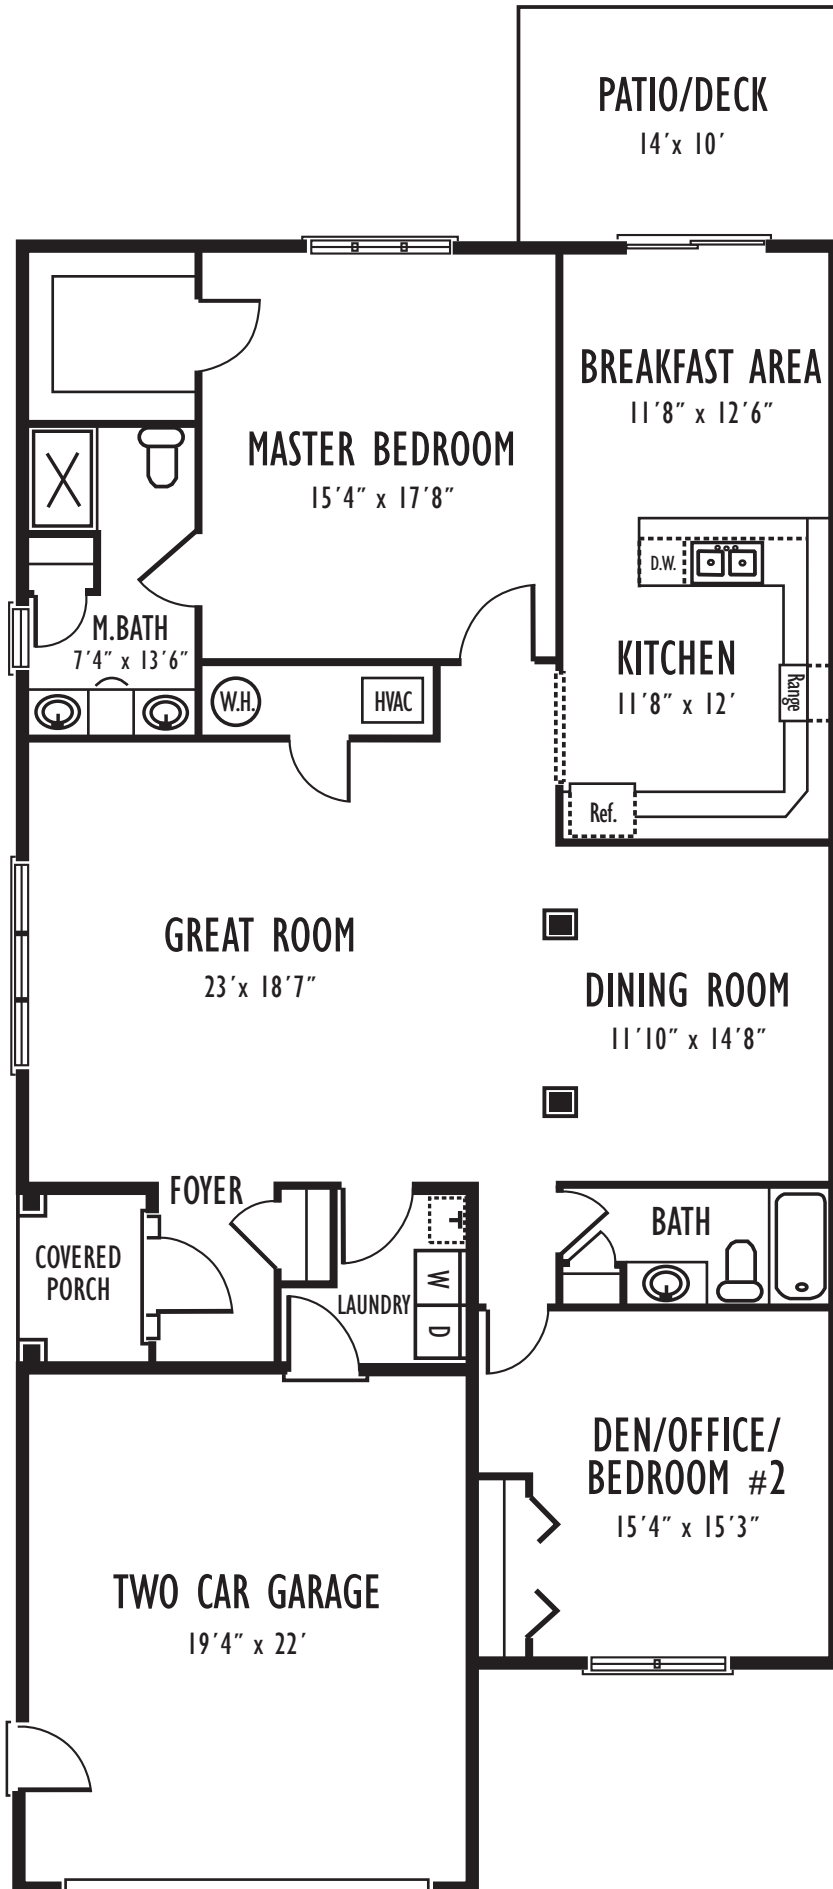 PATIO/DECK
14′x 10′
BREAKFAST AREA
11′8″ x 12′6″
MASTER BEDROOM
15′4″ x 17′8″
D.W.
M.BATH
7′4″ x 13′6″
KITCHEN
11′8″ x 12′
Range
W.H.
HVAC
Ref.
GREAT ROOM
23′x 18′7″
DINING ROOM
11′10″ x 14′8″
FOYER
BATH
COVERED
PORCH
W
LAUNDRY
D
DEN/OFFICE/
BEDROOM #2
15′4″ x 15′3″
TWO CAR GARAGE
19′4″ x 22′